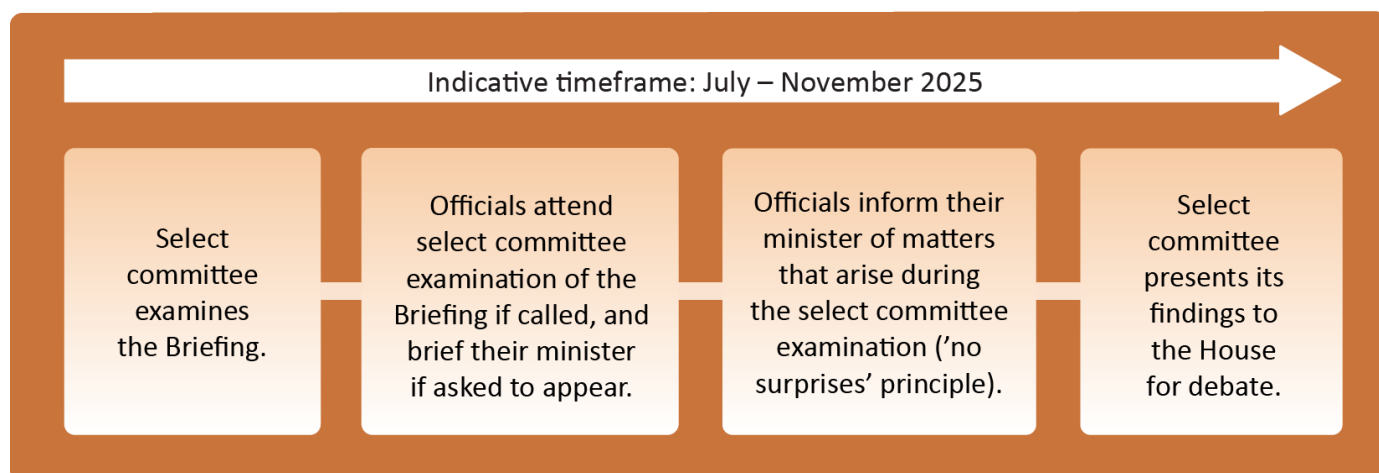 Indicative timeframe: July – November 2025
Select
committee
examines
the Briefing.
Officials attend
select committee
examination of the
Briefing if called, and
brief their minister
if asked to appear.
Officials inform their
minister of matters
that arise during
the select committee
examination (’no
surprises’ principle).
Select
committee
presents its
findings to
the House
for debate.